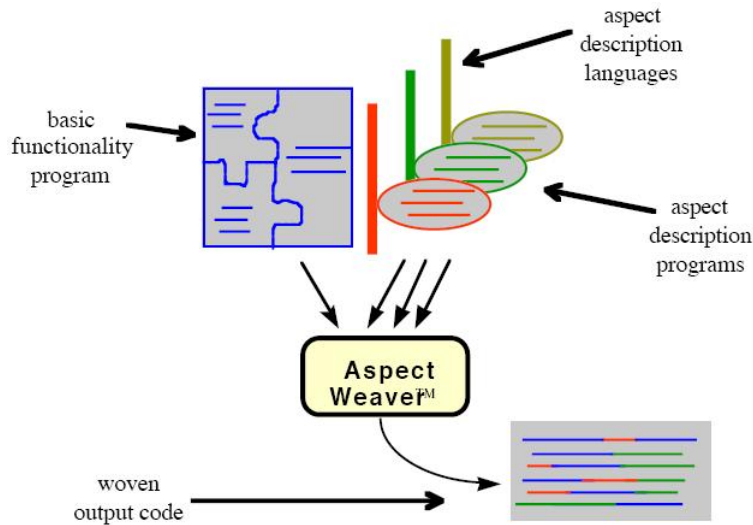 aspect
description
languages
basic
functionality
program
aspect
description
programs
Aspect
Weaver™
woven
output code